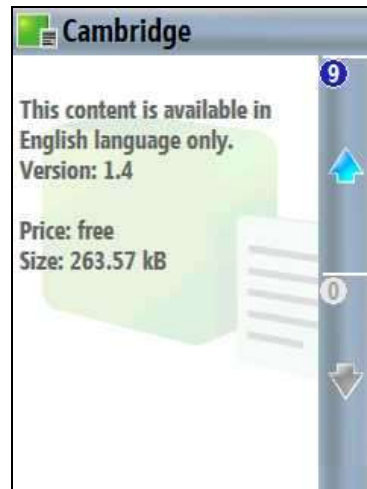 Cambridge
9
This content is available in
English language only.
Version: 1.4
Price: free
Size: 263.57 kB
0